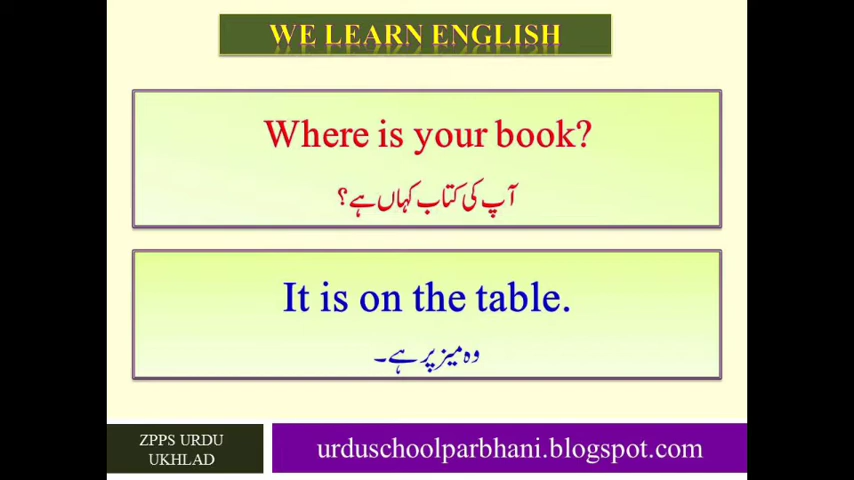 WE LEARN ENGLISH
Where is your book?
آپ کی کتاب کہاں ہے؟
It is on the table.
وہ میز پر ہے۔
ZPPS URDU
UKHLAD
urduschoolparbhani.blogspot.com